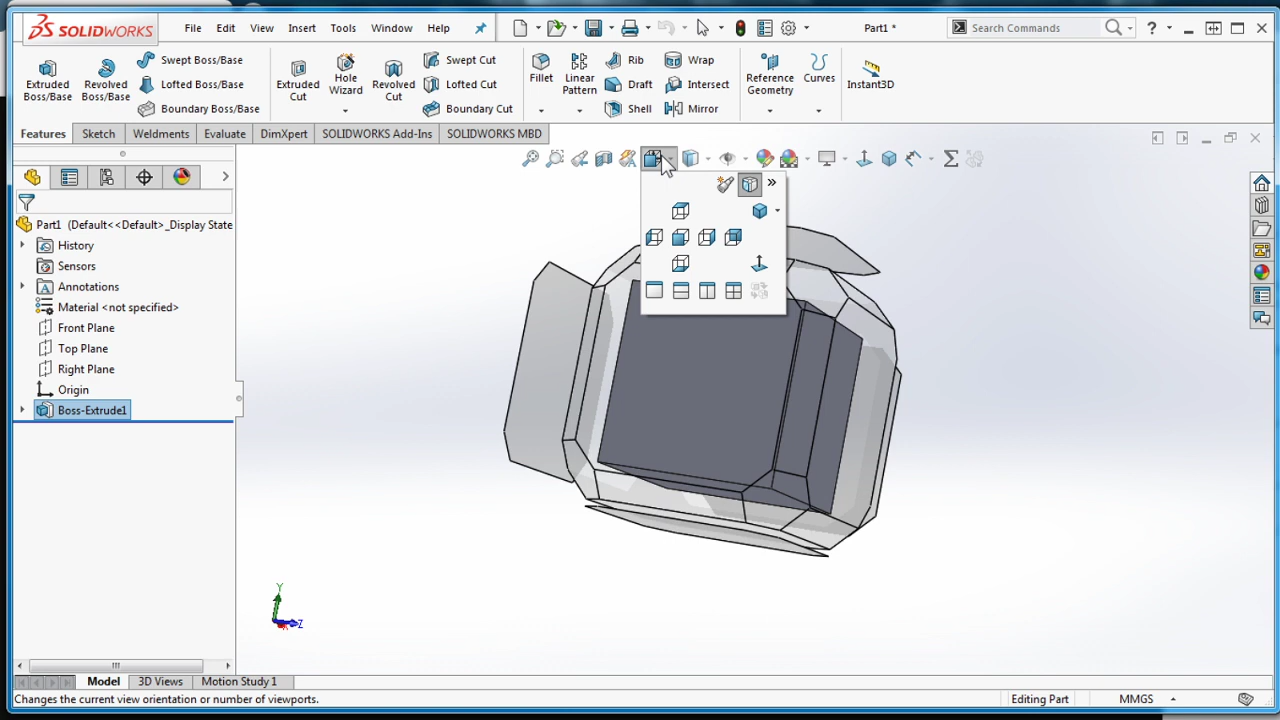 SOLIDWORKS File Edit View Insert Tools Window Help Part1 * Search Commands ?
Extruded Boss/Base
Revolved Boss/Base
Swept Boss/Base
Lofted Boss/Base
Boundary Boss/Base
Extruded Cut
Hole Wizard
Revolved Cut
Swept Cut
Lofted Cut
Boundary Cut
Fillet
Linear Pattern
Rib
Draft
Shell
Wrap
Intersect
Mirror
Reference Geometry
Curves
Instant3D
Features Sketch Weldments Evaluate DimXpert SOLIDWORKS Add-Ins SOLIDWORKS MBD
Part1 (Default<<Default>_Display State
History
Sensors
Annotations
Material <not specified>
Front Plane
Top Plane
Right Plane
Origin
Boss-Extrude1
Y
Z
Model 3D Views Motion Study 1
Changes the current view orientation or number of viewports. Editing Part MMGS